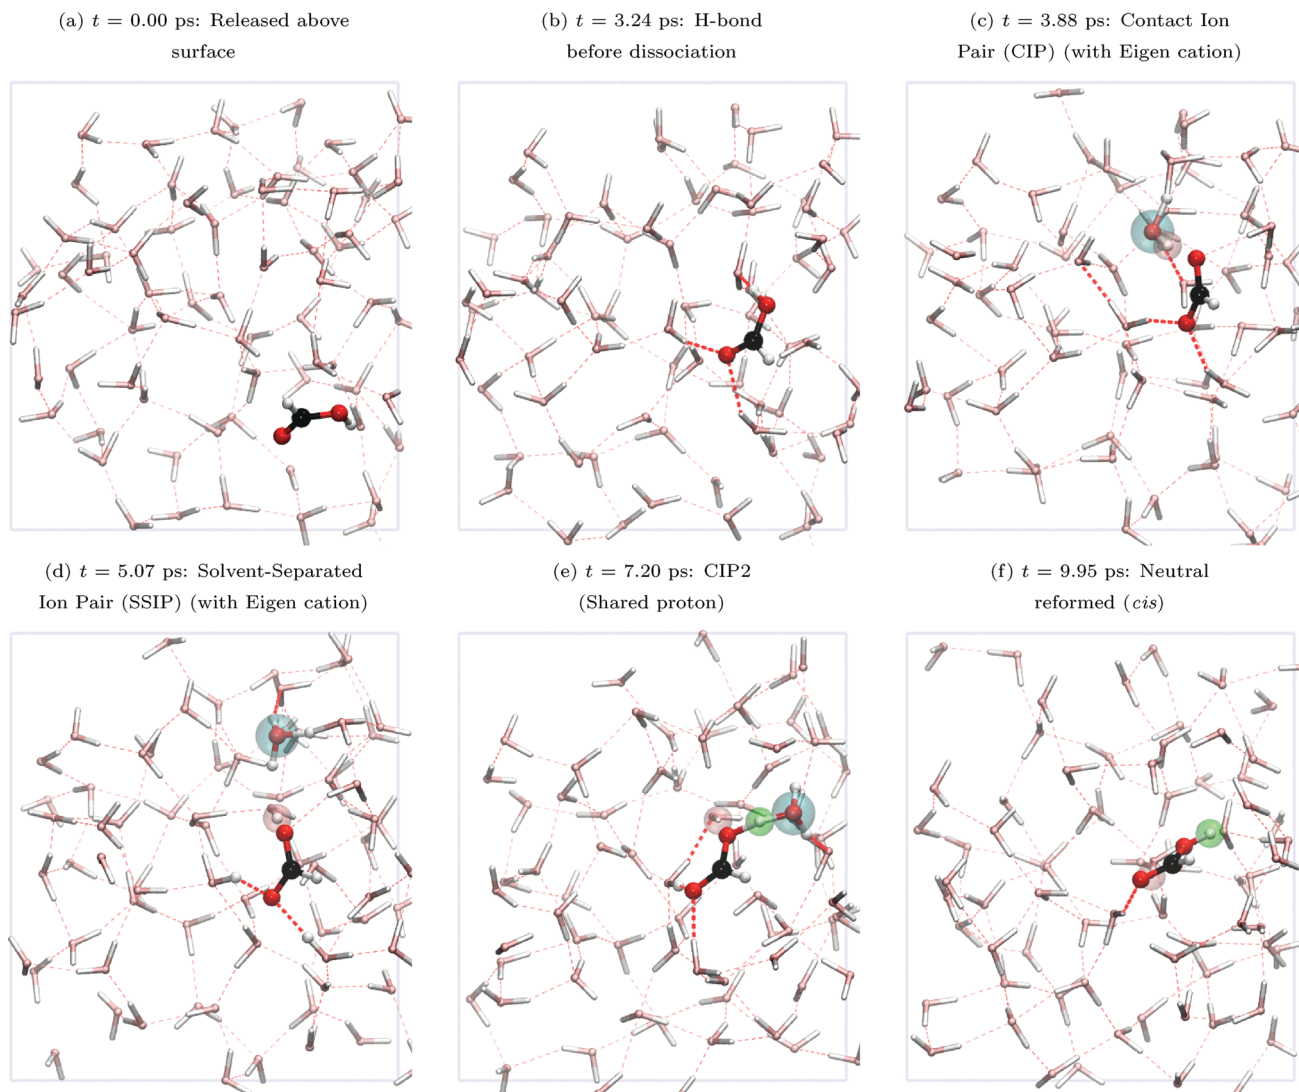 (a) t = 0.00 ps: Released above
surface
(b) t = 3.24 ps: H-bond
before dissociation
(c) t = 3.88 ps: Contact Ion
Pair (CIP) (with Eigen cation)
(d) t = 5.07 ps: Solvent-Separated
Ion Pair (SSIP) (with Eigen cation)
(e) t = 7.20 ps: CIP2
(Shared proton)
(f) t = 9.95 ps: Neutral
reformed (cis)